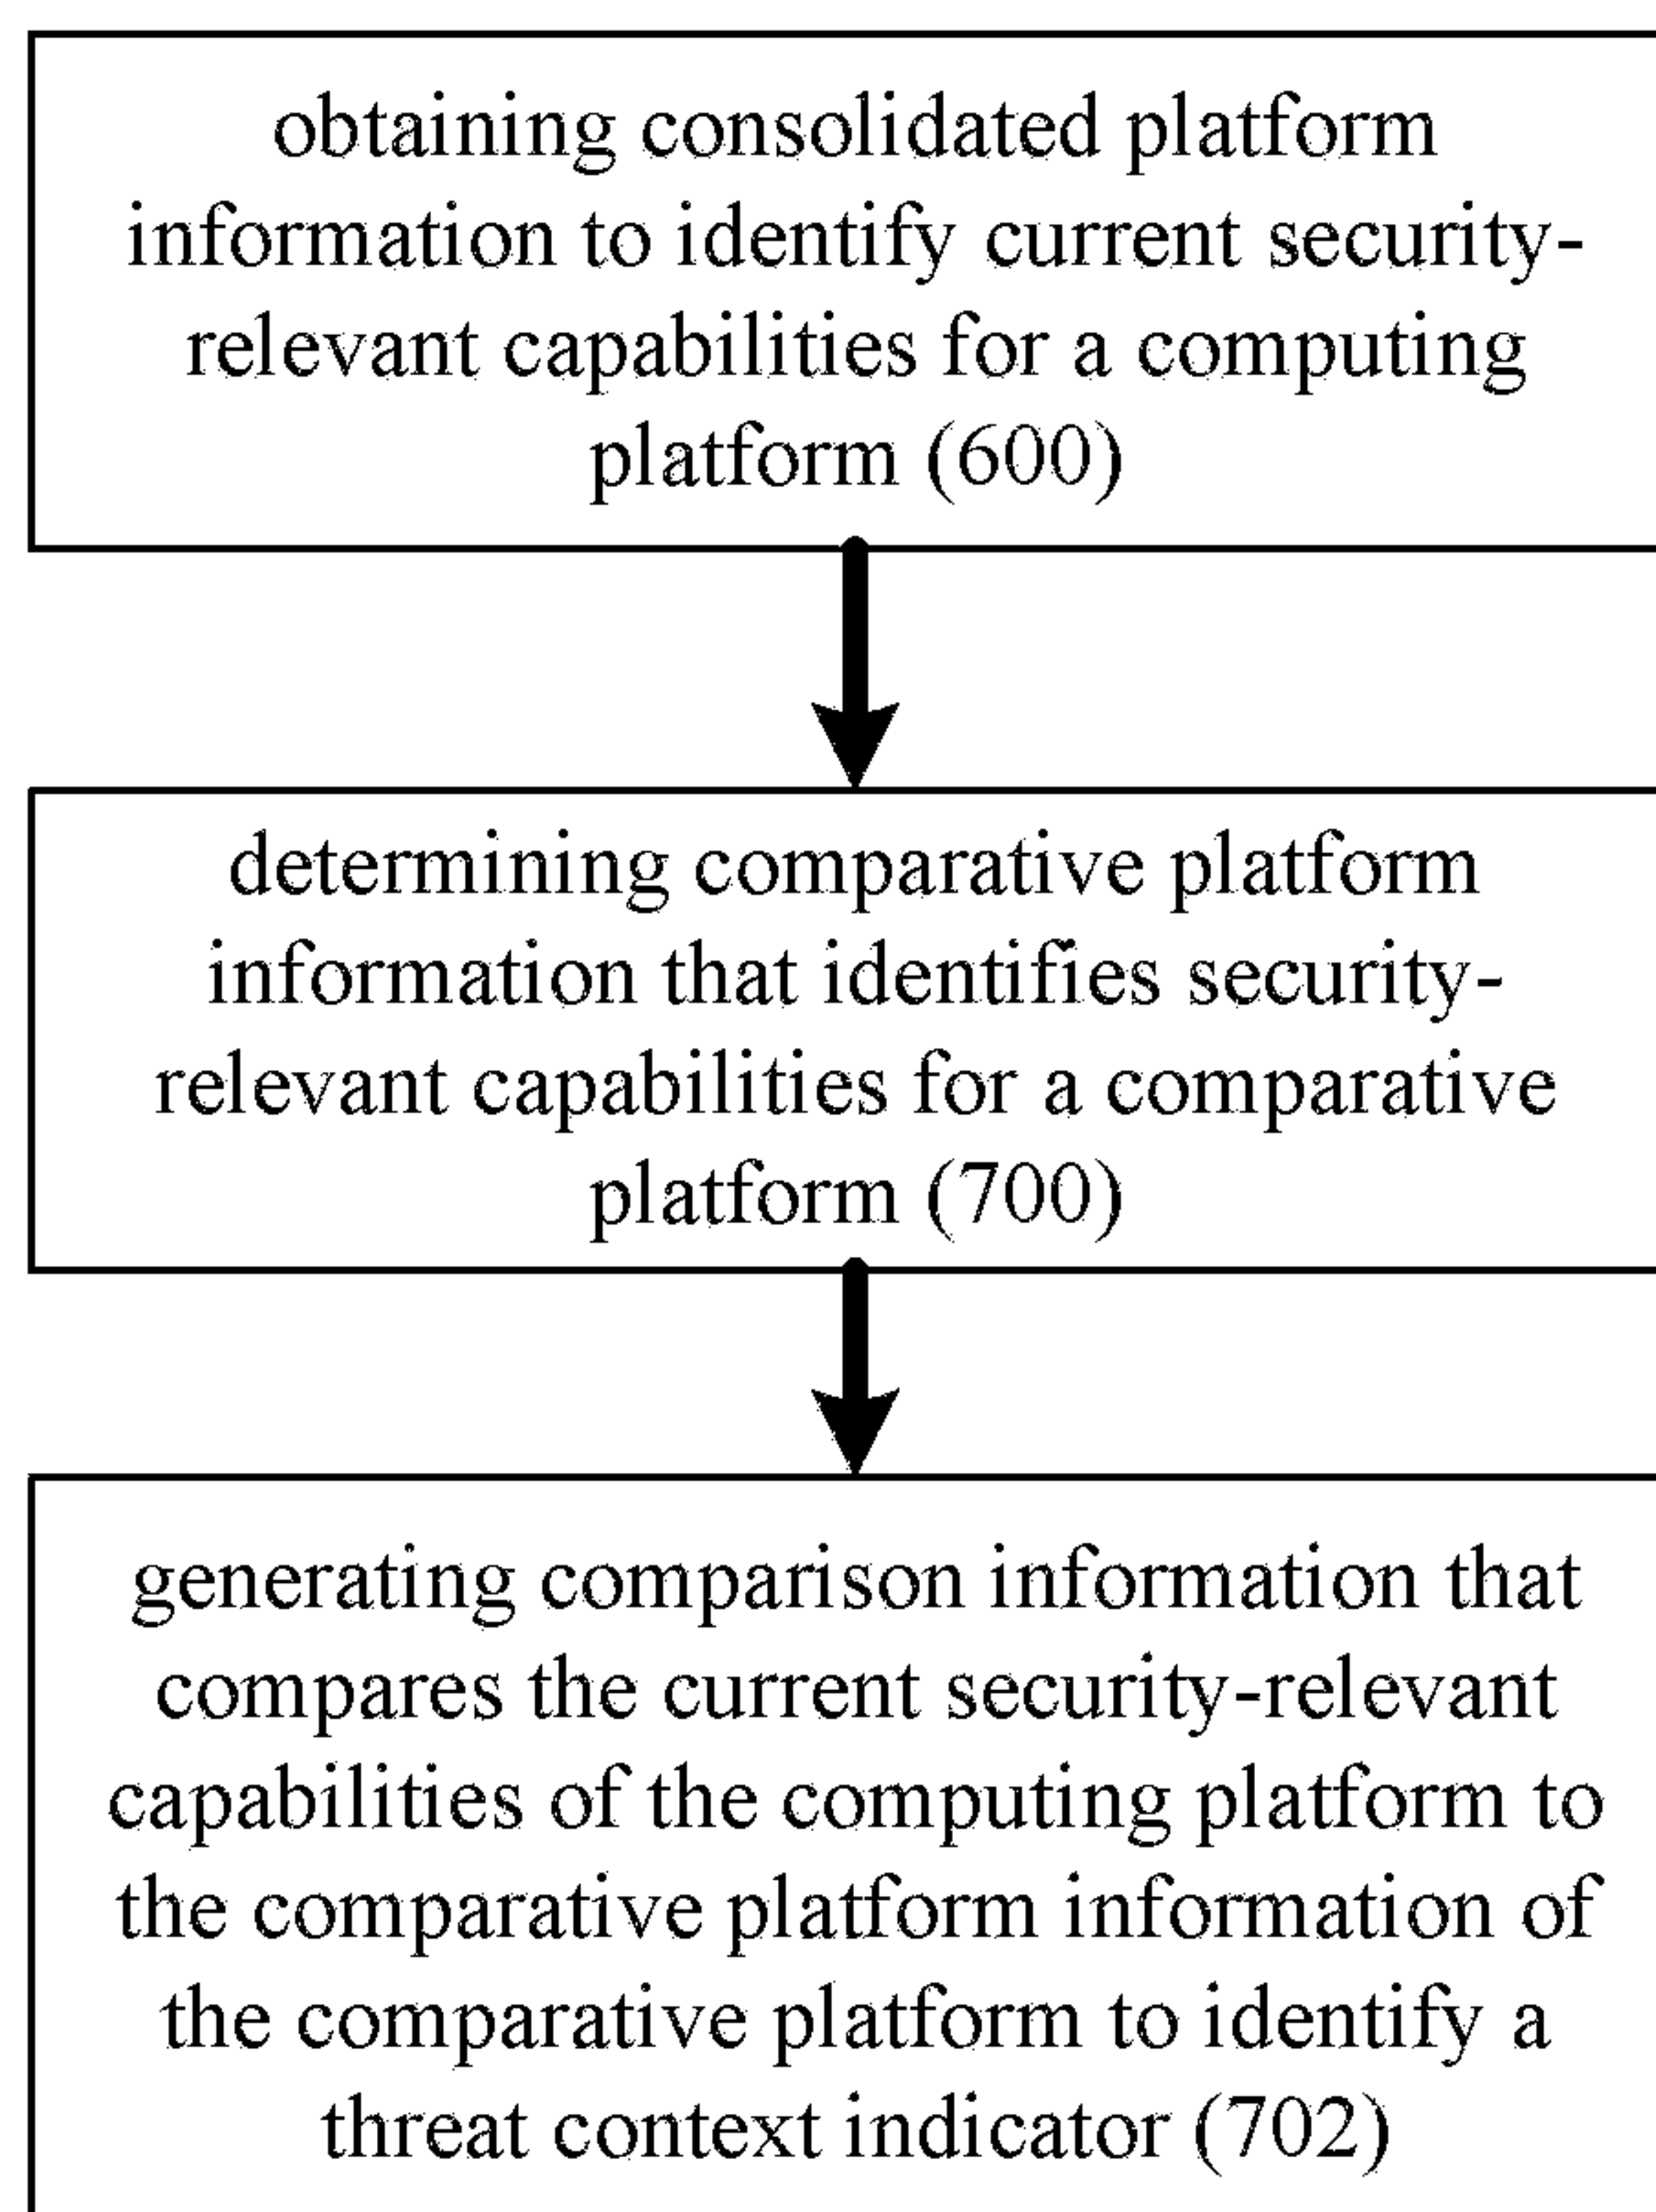 obtaining consolidated platform
information to identify current security-
relevant capabilities for a computing
platform (600)
determining comparative platform
information that identifies security-
relevant capabilities for a comparative
platform (700)
generating comparison information that
compares the current security-relevant
capabilities of the computing platform to
the comparative platform information of
the comparative platform to identify a
threat context indicator (702)